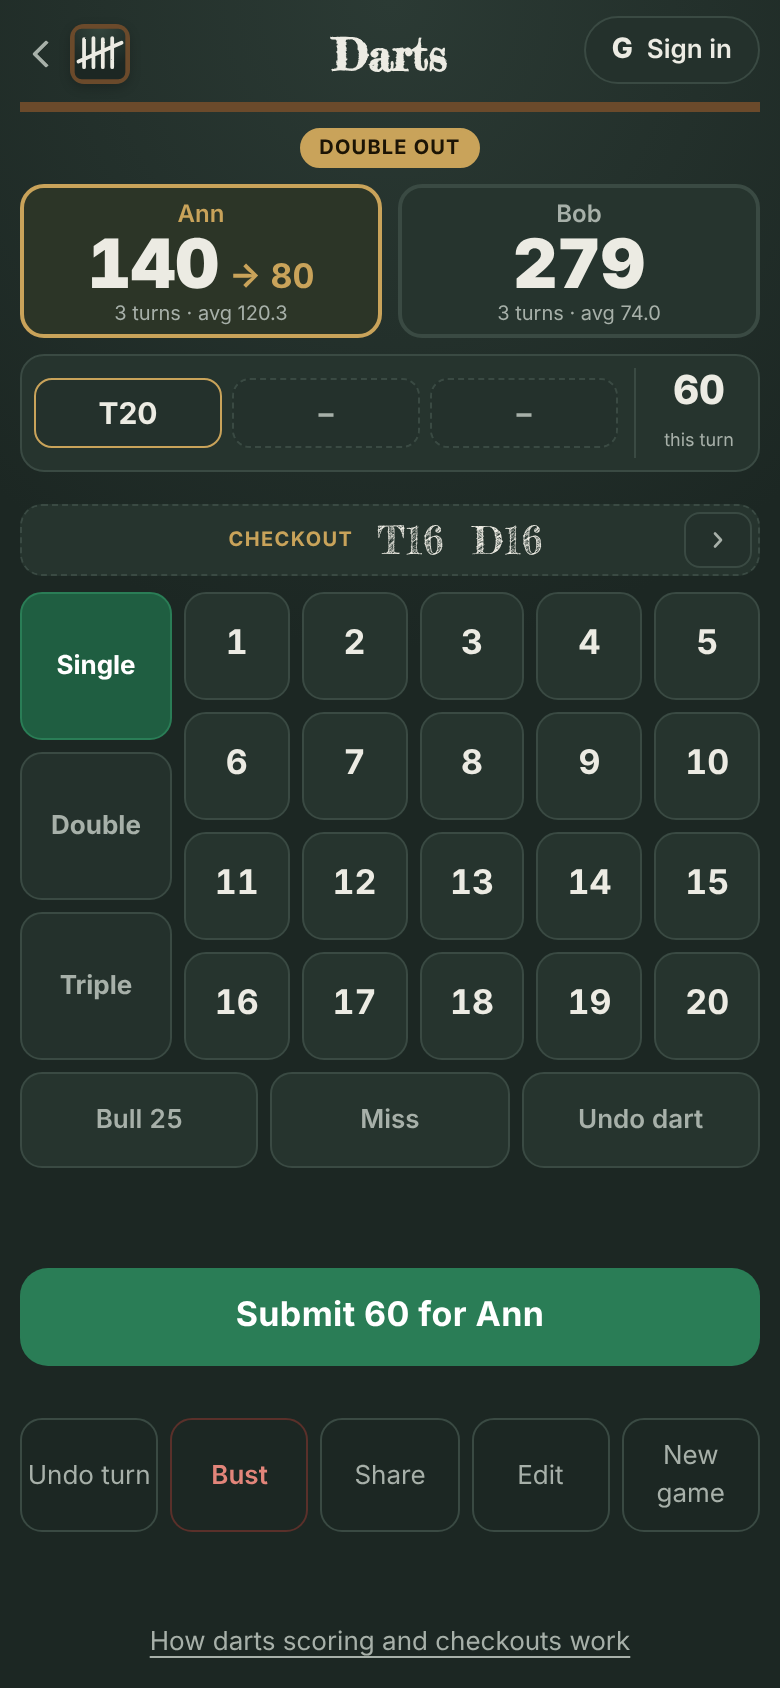 Darts
G Sign in
DOUBLE OUT
Ann
140 → 80
3 turns · avg 120.3
Bob
279
3 turns · avg 74.0
T20 – –
60
this turn
CHECKOUT T16 D16 ›
Single
Double
Triple
1 2 3 4 5
6 7 8 9 10
11 12 13 14 15
16 17 18 19 20
Bull 25 Miss Undo dart
Submit 60 for Ann
Undo turn Bust Share Edit New
game
How darts scoring and checkouts work